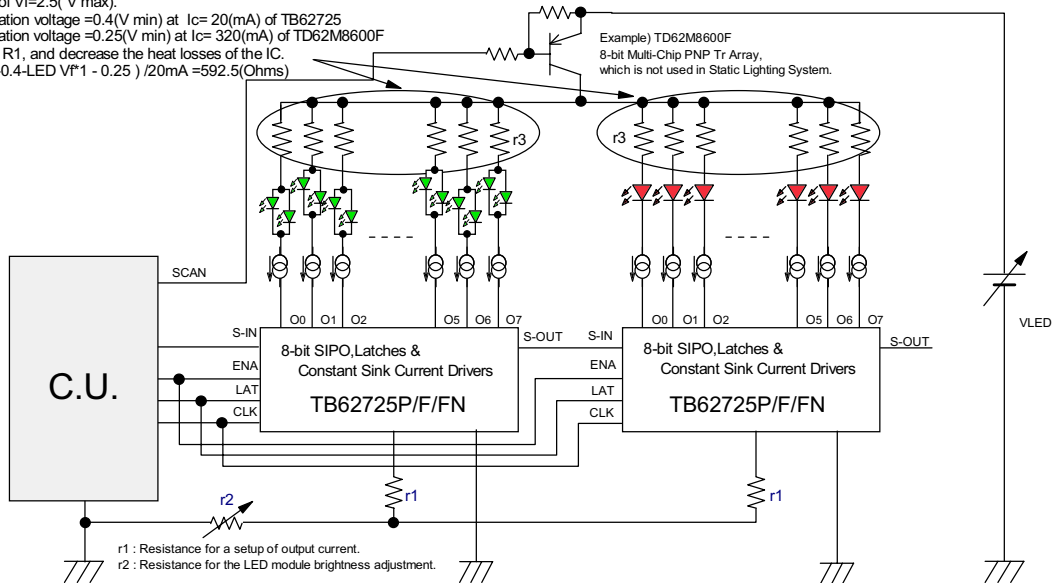 of Vf=2.5( V max).
ation voltage =0.4(V min) at Ic= 20(mA) of TB62725
ation voltage =0.25(V min) at Ic= 320(mA) of TD62M8600F
R1, and decrease the heat losses of the IC.
-0.4-LED Vf*1 - 0.25 ) /20mA =592.5(Ohms)
Example) TD62M8600F
8-bit Multi-Chip PNP Tr Array,
which is not used in Static Lighting System.
r3
r3
SCAN
VLED
O0 O1 O2 O5 O6 O7
O0 O1 O2 O5 O6 O7
C.U.
S-IN
ENA
LAT
CLK
8-bit SIPO,Latches &
Constant Sink Current Drivers
TB62725P/F/FN
S-OUT
S-IN
ENA
LAT
CLK
8-bit SIPO,Latches &
Constant Sink Current Drivers
TB62725P/F/FN
S-OUT
r2
r1
r1
r1 : Resistance for a setup of output current.
r2 : Resistance for the LED module brightness adjustment.